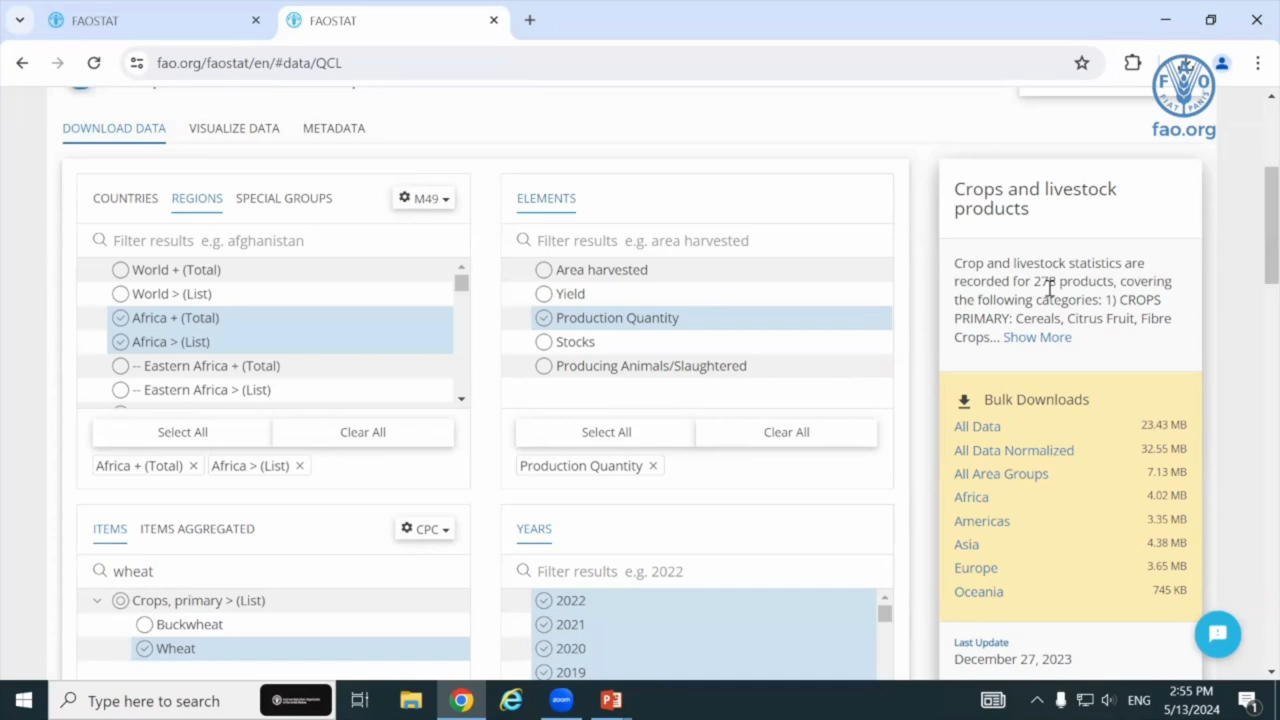 FAOSTAT
FAOSTAT
fao.org/faostat/en/#data/QCL
FAO
FIAT PANIS
fao.org
DOWNLOAD DATA
VISUALIZE DATA
METADATA
COUNTRIES
REGIONS
SPECIAL GROUPS
M49
Filter results e.g. afghanistan
World + (Total)
World > (List)
Africa + (Total)
Africa > (List)
-- Eastern Africa + (Total)
-- Eastern Africa > (List)
Select All
Clear All
Africa + (Total) ×
Africa > (List) ×
ELEMENTS
Filter results e.g. area harvested
Area harvested
Yield
Production Quantity
Stocks
Producing Animals/Slaughtered
Select All
Clear All
Production Quantity ×
ITEMS
ITEMS AGGREGATED
CPC
wheat
Crops, primary > (List)
Buckwheat
Wheat
YEARS
Filter results e.g. 2022
2022
2021
2020
2019
Crops and livestock
products
Crop and livestock statistics are
recorded for 278 products, covering
the following categories: 1) CROPS
PRIMARY: Cereals, Citrus Fruit, Fibre
Crops... Show More
Bulk Downloads
All Data 23.43 MB
All Data Normalized 32.55 MB
All Area Groups 7.13 MB
Africa 4.02 MB
Americas 3.35 MB
Asia 4.38 MB
Europe 3.65 MB
Oceania 745 KB
Last Update
December 27, 2023
Type here to search
zoom
ENG
2:55 PM
5/13/2024
1